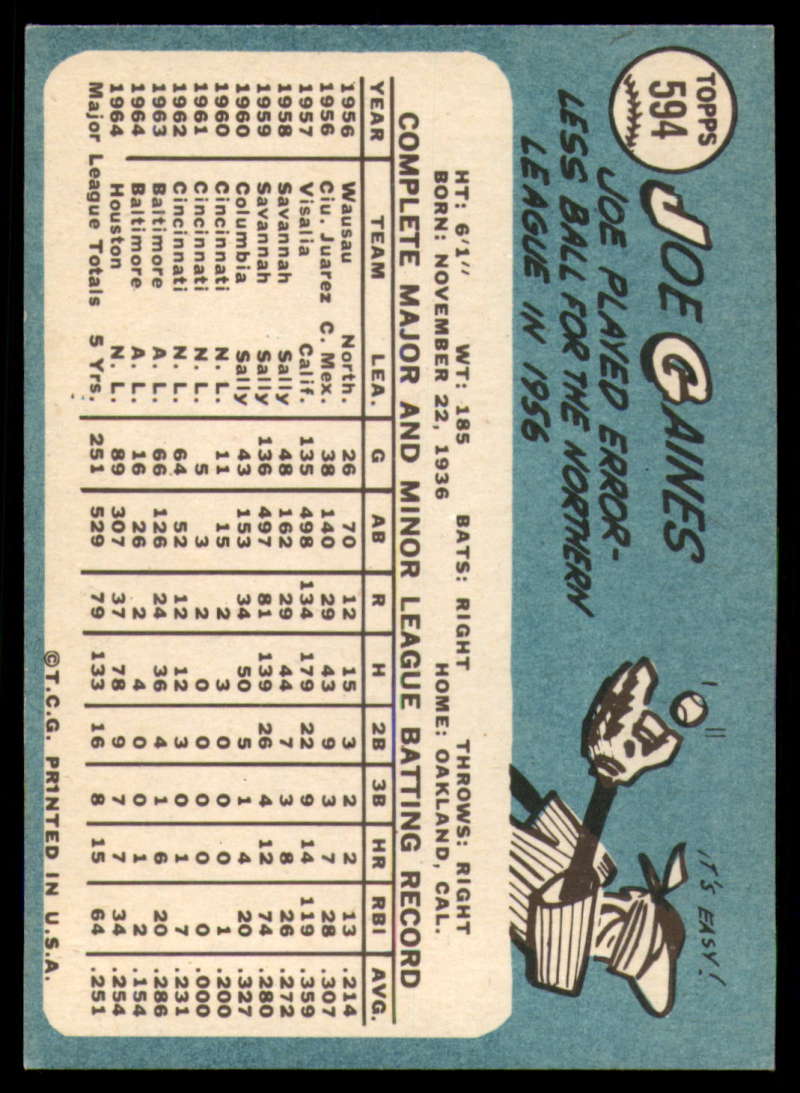 TOPPS
594
JOE GAINES
JOE PLAYED ERROR-
LESS BALL FOR THE NORTHERN
LEAGUE IN 1956
IT'S EASY!
HT: 6'1" WT: 185 BATS: RIGHT THROWS: RIGHT
BORN: NOVEMBER 22, 1936 HOME: OAKLAND, CAL.
COMPLETE MAJOR AND MINOR LEAGUE BATTING RECORD
YEAR TEAM LEA. G AB R H 2B 3B HR RBI AVG.
1956 Wausau North. 26 70 12 15 3 2 2 13 .214
1956 Ciu. Juarez C. Mex. 38 140 29 43 9 3 7 28 .307
1957 Visalia Calif. 135 498 134 179 22 9 14 119 .359
1958 Savannah Sally 48 162 29 44 7 3 8 26 .272
1959 Savannah Sally 136 497 81 139 26 4 12 74 .280
1960 Columbia Sally 43 153 34 50 5 1 4 20 .327
1960 Cincinnati N. L. 11 15 2 3 0 0 0 1 .200
1961 Cincinnati N. L. 5 3 2 0 0 0 0 0 .000
1962 Cincinnati N. L. 64 52 12 12 3 0 1 7 .231
1963 Baltimore A. L. 66 126 24 36 4 1 6 20 .286
1964 Baltimore A. L. 16 26 2 4 0 0 1 2 .154
1964 Houston N. L. 89 307 37 78 9 7 7 34 .254
Major League Totals 5 Yrs. 251 529 79 133 16 8 15 64 .251
©T.C.G. PRINTED IN U.S.A.